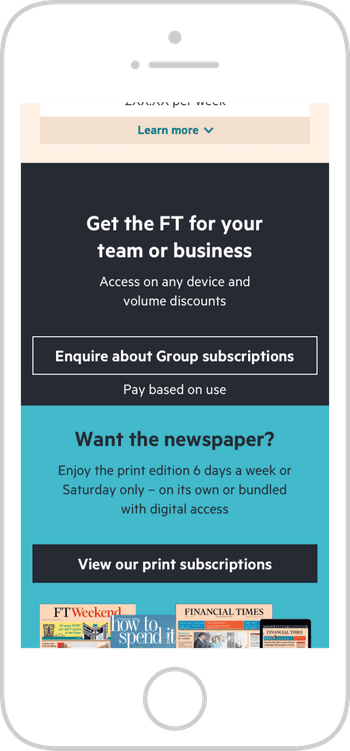 £XX.XX per week
Learn more
Get the FT for your
team or business
Access on any device and
volume discounts
Enquire about Group subscriptions
Pay based on use
Want the newspaper?
Enjoy the print edition 6 days a week or
Saturday only – on its own or bundled
with digital access
View our print subscriptions
FTWeekend
how to
spend it
FINANCIAL TIMES
FINANCIAL TIMES